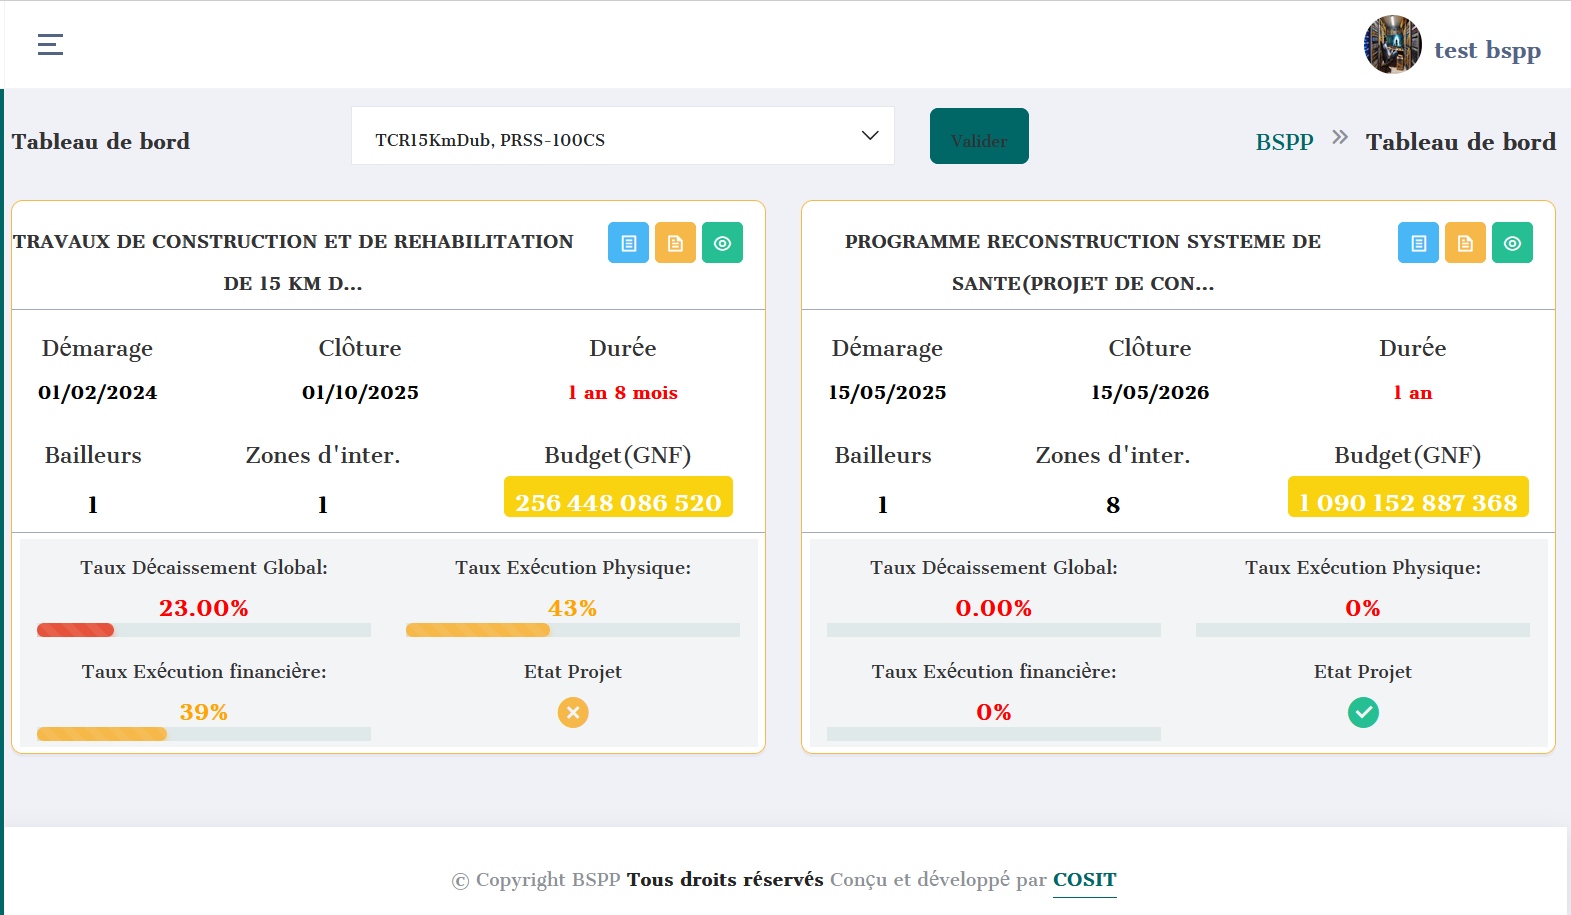 test bspp
Tableau de bord
TCR15KmDub, PRSS-100CS
Valider
BSPP » Tableau de bord
TRAVAUX DE CONSTRUCTION ET DE REHABILITATION
DE 15 KM D...
Démarage Clôture Durée
01/02/2024 01/10/2025 1 an 8 mois
Bailleurs Zones d'inter. Budget(GNF)
1 1 256 448 086 520
Taux Décaissement Global: Taux Exécution Physique:
23.00% 43%
Taux Exécution financière: Etat Projet
39%
PROGRAMME RECONSTRUCTION SYSTEME DE
SANTE(PROJET DE CON...
Démarage Clôture Durée
15/05/2025 15/05/2026 1 an
Bailleurs Zones d'inter. Budget(GNF)
1 8 1 090 152 887 368
Taux Décaissement Global: Taux Exécution Physique:
0.00% 0%
Taux Exécution financière: Etat Projet
0%
© Copyright BSPP Tous droits réservés Conçu et développé par COSIT